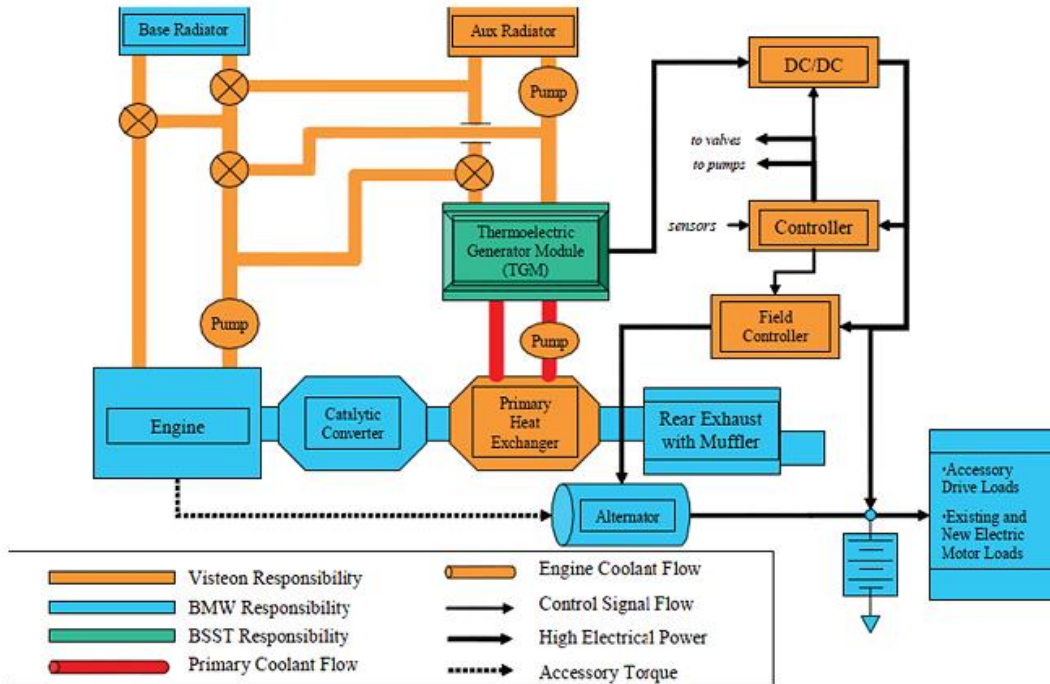 Base Radiator
Aux Radiator
DC/DC
Pump
to valves
to pumps
sensors
Controller
Thermoelectric
Generator Module
(TGM)
Field
Controller
Pump
Pump
Engine
Catalytic
Converter
Primary
Heat
Exchanger
Rear Exhaust
with Muffler
Alternator
•Accessory
Drive Loads
•Existing and
New Electric
Motor Loads
Visteon Responsibility
BMW Responsibility
BSST Responsibility
Primary Coolant Flow
Engine Coolant Flow
Control Signal Flow
High Electrical Power
Accessory Torque